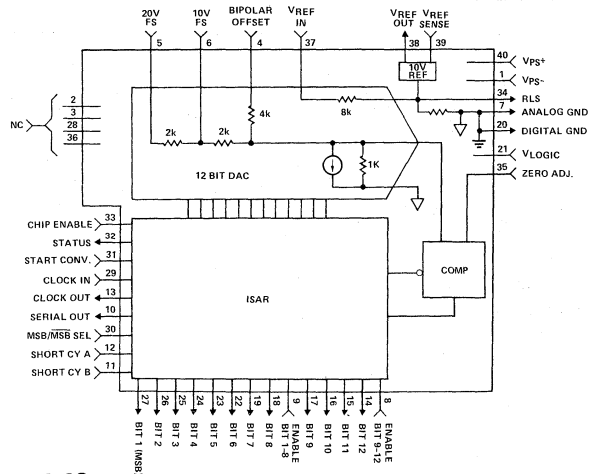 20V FS
10V FS
BIPOLAR OFFSET
VREF IN
VREF OUT
VREF SENSE
5
6
4
37
38
39
10V REF
40 VPS+
1 VPS-
34 RLS
7 ANALOG GND
20 DIGITAL GND
21 VLOGIC
35 ZERO ADJ.
NC
2
3
28
36
4k
8k
2k
2k
1K
12 BIT DAC
CHIP ENABLE 33
STATUS 32
START CONV. 31
CLOCK IN 29
CLOCK OUT 13
SERIAL OUT 10
MSB/MSB SEL 30
SHORT CY A 12
SHORT CY B 11
ISAR
COMP
27 BIT 1 (MSB)
26 BIT 2
25 BIT 3
24 BIT 4
23 BIT 5
22 BIT 6
19 BIT 7
18 BIT 8
9 ENABLE BIT 1-8
17 BIT 9
16 BIT 10
15 BIT 11
14 BIT 12
8 ENABLE BIT 9-12